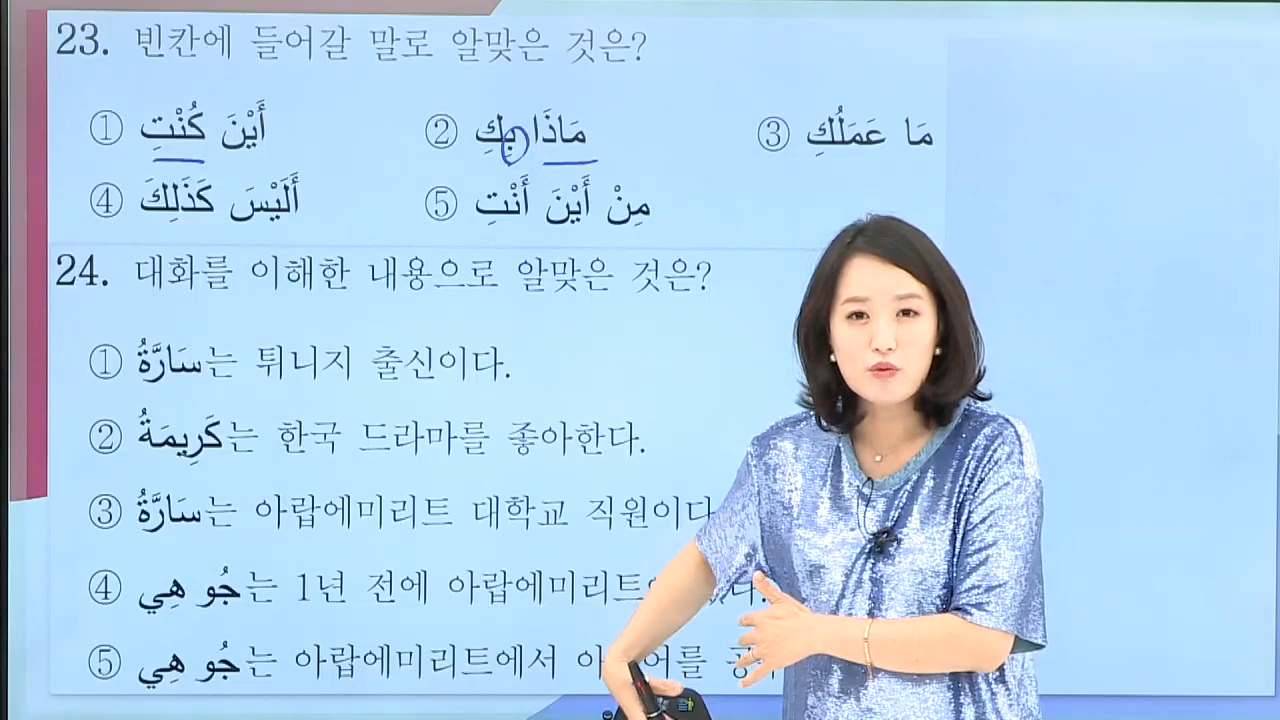 23. 빈칸에 들어갈 말로 알맞은 것은?
① أَيْنَ كُنْتِ ② مَاذَا بِكِ ③ مَا عَمَلُكِ
④ أَلَيْسَ كَذَلِكَ ⑤ مِنْ أَيْنَ أَنْتِ
24. 대화를 이해한 내용으로 알맞은 것은?
① سَارَّةُ는 튀니지 출신이다.
② كَرِيمَةُ는 한국 드라마를 좋아한다.
③ سَارَّةُ는 아랍에미리트 대학교 직원이다
④ جُو هِي는 1년 전에 아랍에미리트
⑤ جُو هِي는 아랍에미리트에서